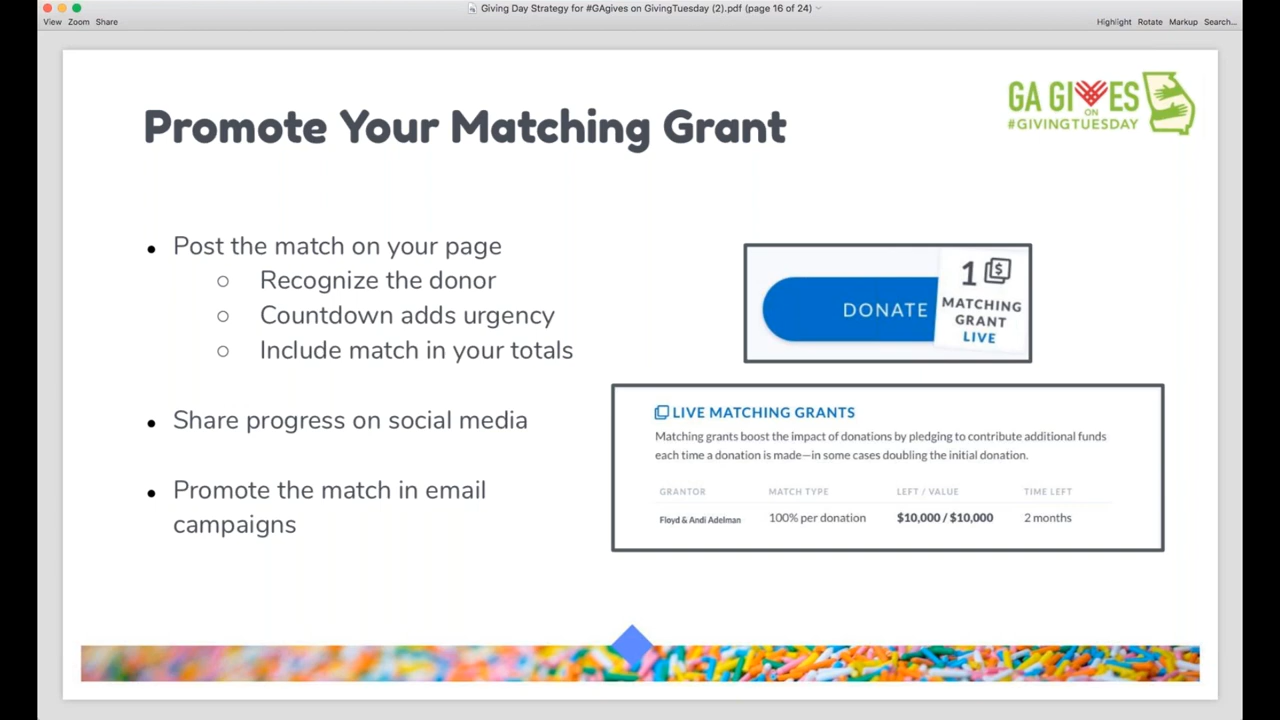 Giving Day Strategy for #GAgives on GivingTuesday (2).pdf (page 16 of 24)
View Zoom Share
Highlight Rotate Markup Search...
GA GIVES
ON
#GIVINGTUESDAY
Promote Your Matching Grant
• Post the match on your page
○ Recognize the donor
○ Countdown adds urgency
○ Include match in your totals
• Share progress on social media
• Promote the match in email
campaigns
DONATE
1
MATCHING
GRANT
LIVE
LIVE MATCHING GRANTS
Matching grants boost the impact of donations by pledging to contribute additional funds
each time a donation is made—in some cases doubling the initial donation.
GRANTOR MATCH TYPE LEFT / VALUE TIME LEFT
Floyd & Andi Adelman 100% per donation $10,000 / $10,000 2 months